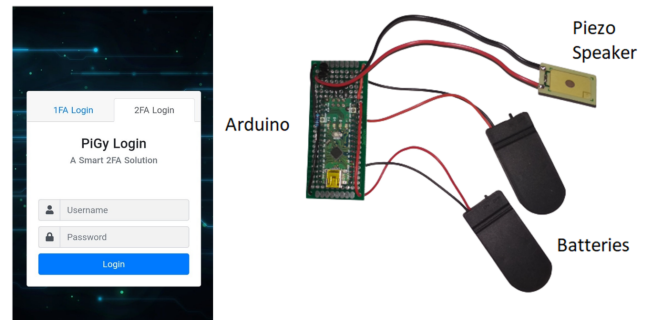 1FA Login
2FA Login
PiGy Login
A Smart 2FA Solution
Username
Password
Login
Arduino
Piezo
Speaker
Batteries